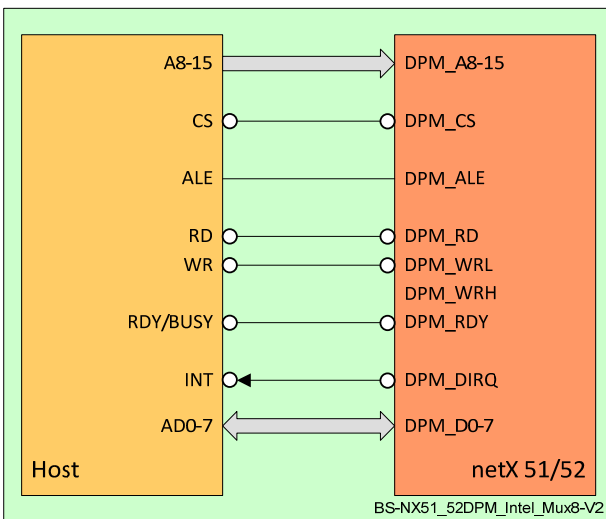 A8-15 DPM_A8-15
CS DPM_CS
ALE DPM_ALE
RD DPM_RD
WR DPM_WRL
DPM_WRH
RDY/BUSY DPM_RDY
INT DPM_DIRQ
AD0-7 DPM_D0-7
Host netX 51/52
BS-NX51_52DPM_Intel_Mux8-V2